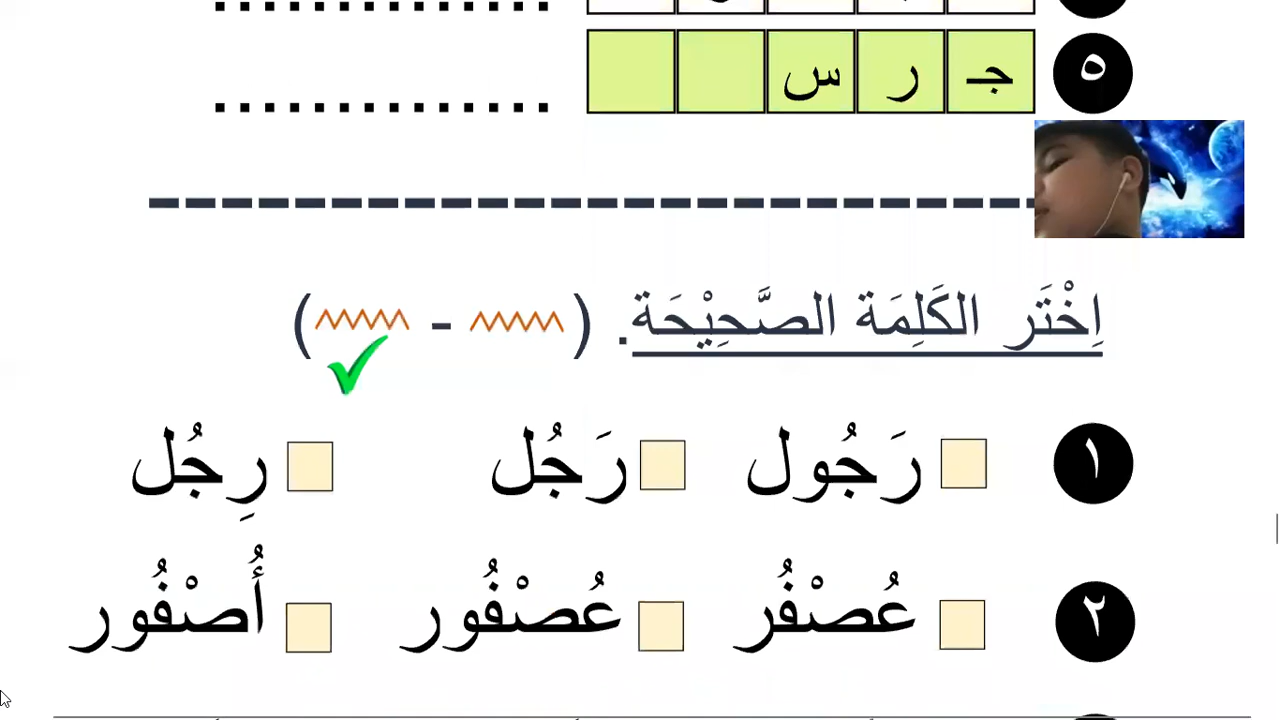 ٥ جـ ر س ..............
اِخْتَر الكَلِمَة الصَّحِيْحَة. ( - )
١ رَجُول رَجُل رِجُل
٢ عُصْفُر عُصْفُور أُصْفُور